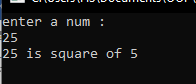 enter a num :
25
25 is square of 5